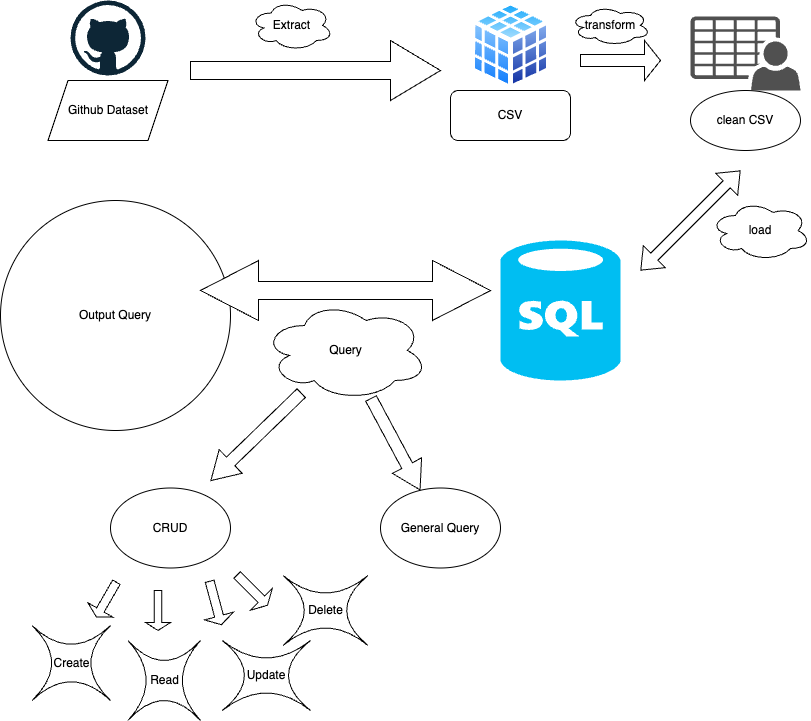 Extract
transform
Github Dataset
CSV
clean CSV
load
Output Query
SQL
Query
CRUD
General Query
Delete
Create
Read
Update